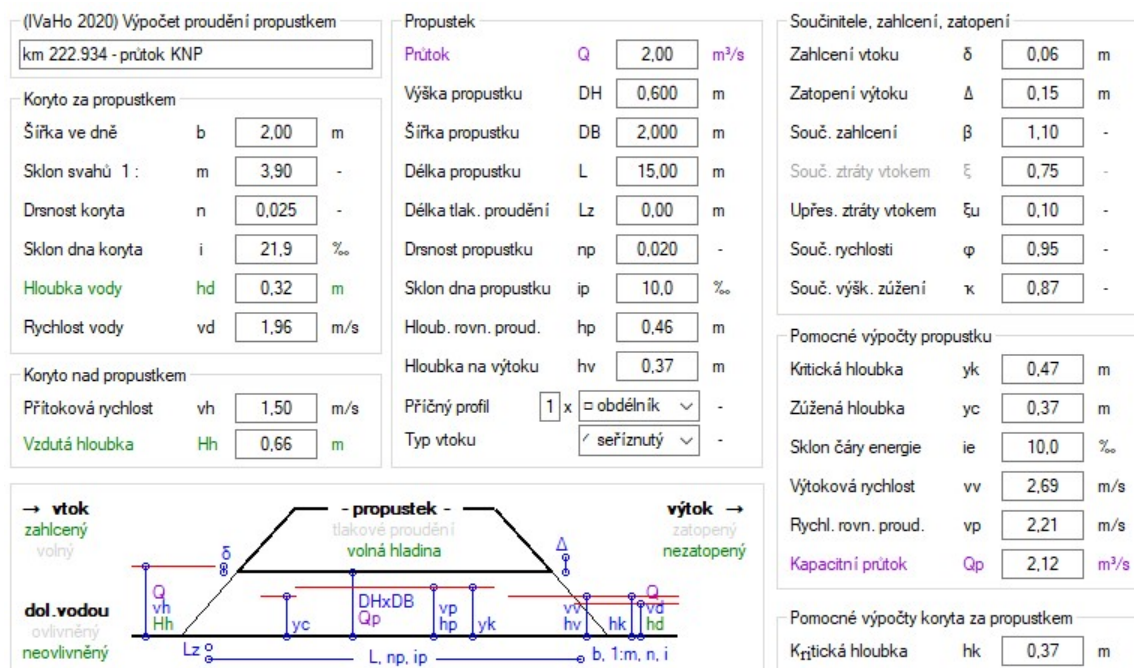 (IVaHo 2020) Výpočet proudění propustkem
km 222.934 - průtok KNP
Koryto za propustkem
Šířka ve dně b 2,00 m
Sklon svahů 1 : m 3,90 -
Drsnost koryta n 0,025 -
Sklon dna koryta i 21,9 ‰
Hloubka vody hd 0,32 m
Rychlost vody vd 1,96 m/s
Koryto nad propustkem
Přítoková rychlost vh 1,50 m/s
Vzdutá hloubka Hh 0,66 m
Propustek
Průtok Q 2,00 m³/s
Výška propustku DH 0,600 m
Šířka propustku DB 2,000 m
Délka propustku L 15,00 m
Délka tlak. proudění Lz 0,00 m
Drsnost propustku np 0,020 -
Sklon dna propustku ip 10,0 ‰
Hloub. rovn. proud. hp 0,46 m
Hloubka na výtoku hv 0,37 m
Příčný profil 1 x □ obdélník -
Typ vtoku ∕ seříznutý -
Součinitele, zahlcení, zatopení
Zahlcení vtoku δ 0,06 m
Zatopení výtoku Δ 0,15 m
Souč. zahlcení β 1,10 -
Souč. ztráty vtokem ξ 0,75 -
Upřes. ztráty vtokem ξu 0,10 -
Souč. rychlosti φ 0,95 -
Souč. výšk. zúžení κ 0,87 -
Pomocné výpočty propustku
Kritická hloubka yk 0,47 m
Zúžená hloubka yc 0,37 m
Sklon čáry energie ie 10,0 ‰
Výtoková rychlost vv 2,69 m/s
Rychl. rovn. proud. vp 2,21 m/s
Kapacitní průtok Qp 2,12 m³/s
Pomocné výpočty koryta za propustkem
Kritická hloubka hk 0,37 m
→ vtok - propustek - výtok →
zahlcený tlakové proudění zatopený
volný volná hladina nezatopený
δ Δ
Q DHxDB vp vv Q
vh Qp hp hv vd
Hh yc yk hk hd
dol.vodou
ovlivněný
neovlivněný
Lz L, np, ip b, 1:m, n, i